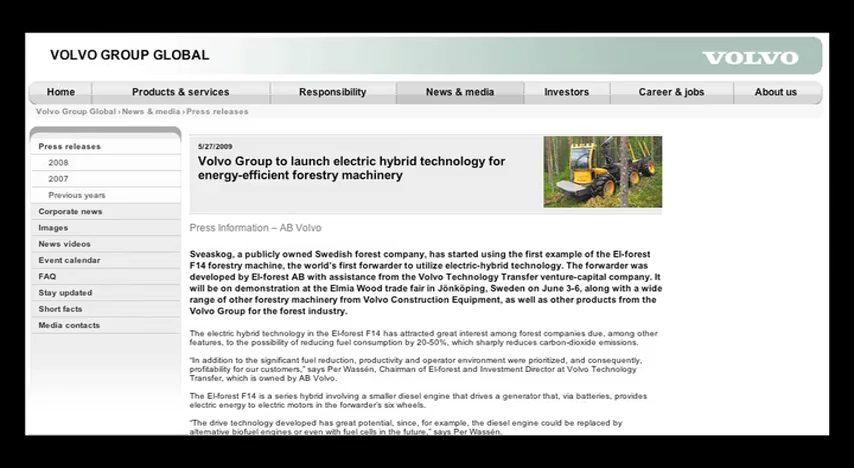 VOLVO GROUP GLOBAL
VOLVO
Home Products & services Responsibility News & media Investors Career & jobs About us
Volvo Group Global › News & media › Press releases
Press releases
2008
2007
Previous years
Corporate news
Images
News videos
Event calendar
FAQ
Stay updated
Short facts
Media contacts
5/27/2009
Volvo Group to launch electric hybrid technology for
energy-efficient forestry machinery
Press Information – AB Volvo
Sveaskog, a publicly owned Swedish forest company, has started using the first example of the El-forest
F14 forestry machine, the world's first forwarder to utilize electric-hybrid technology. The forwarder was
developed by El-forest AB with assistance from the Volvo Technology Transfer venture-capital company. It
will be on demonstration at the Elmia Wood trade fair in Jönköping, Sweden on June 3-6, along with a wide
range of other forestry machinery from Volvo Construction Equipment, as well as other products from the
Volvo Group for the forest industry.
The electric hybrid technology in the El-forest F14 has attracted great interest among forest companies due, among other
features, to the possibility of reducing fuel consumption by 20-50%, which sharply reduces carbon-dioxide emissions.
“In addition to the significant fuel reduction, productivity and operator environment were prioritized, and consequently,
profitability for our customers,” says Per Wassén, Chairman of El-forest and Investment Director at Volvo Technology
Transfer, which is owned by AB Volvo.
The El-forest F14 is a series hybrid involving a smaller diesel engine that drives a generator that, via batteries, provides
electric energy to electric motors in the forwarder's six wheels.
“The drive technology developed has great potential, since, for example, the diesel engine could be replaced by
alternative biofuel engines or even with fuel cells in the future,” says Per Wassén.